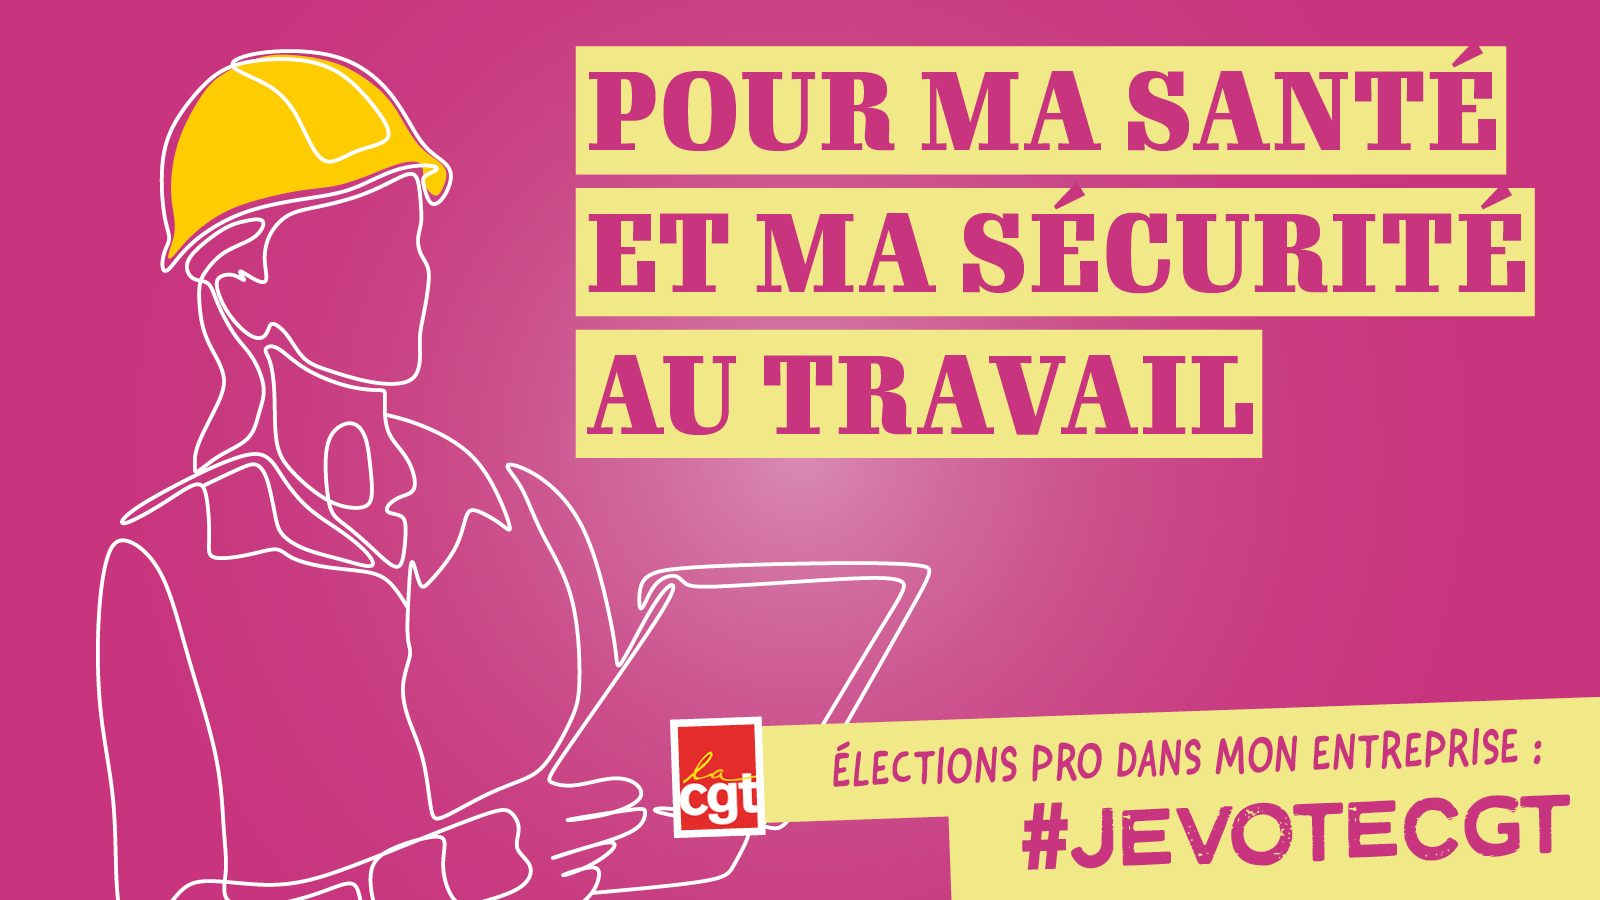 POUR MA SANTÉ
ET MA SÉCURITÉ
AU TRAVAIL
la
cgt
ÉLECTIONS PRO DANS MON ENTREPRISE :
#JEVOTECGT